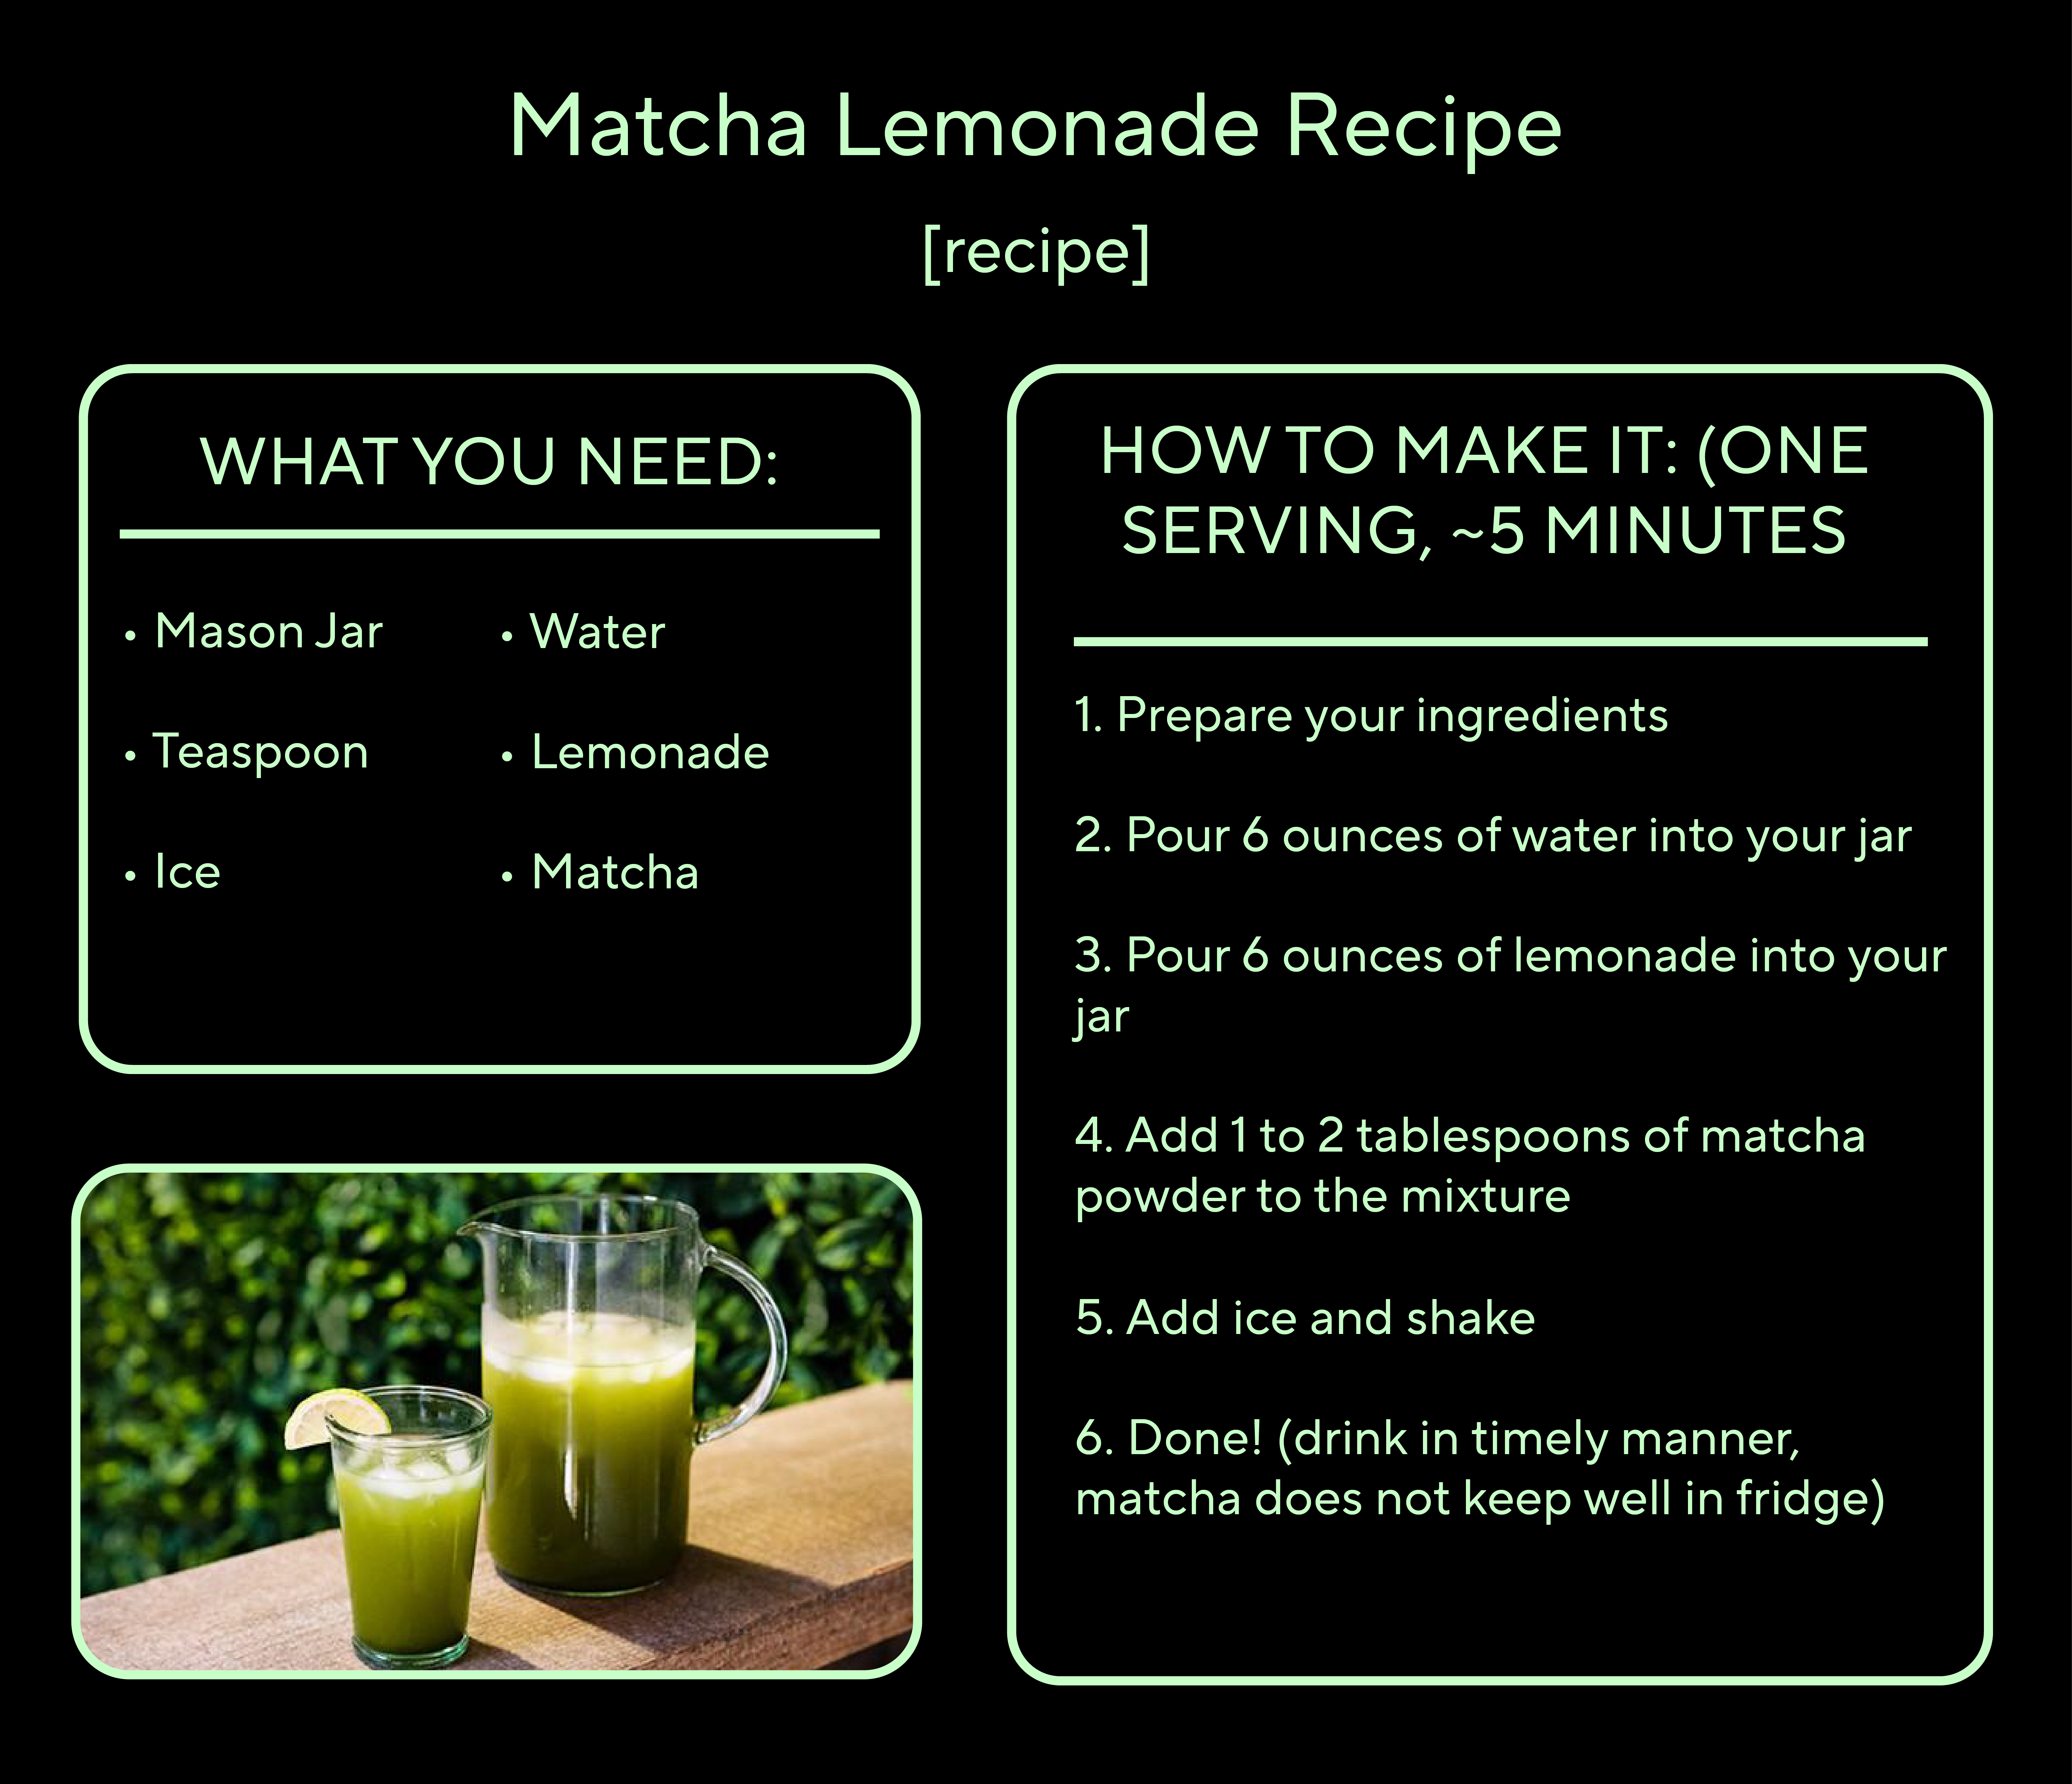 Matcha Lemonade Recipe
[recipe]
WHAT YOU NEED:
• Mason Jar
• Teaspoon
• Ice
• Water
• Lemonade
• Matcha
HOW TO MAKE IT: (ONE
SERVING, ~5 MINUTES
1. Prepare your ingredients
2. Pour 6 ounces of water into your jar
3. Pour 6 ounces of lemonade into your
jar
4. Add 1 to 2 tablespoons of matcha
powder to the mixture
5. Add ice and shake
6. Done! (drink in timely manner,
matcha does not keep well in fridge)